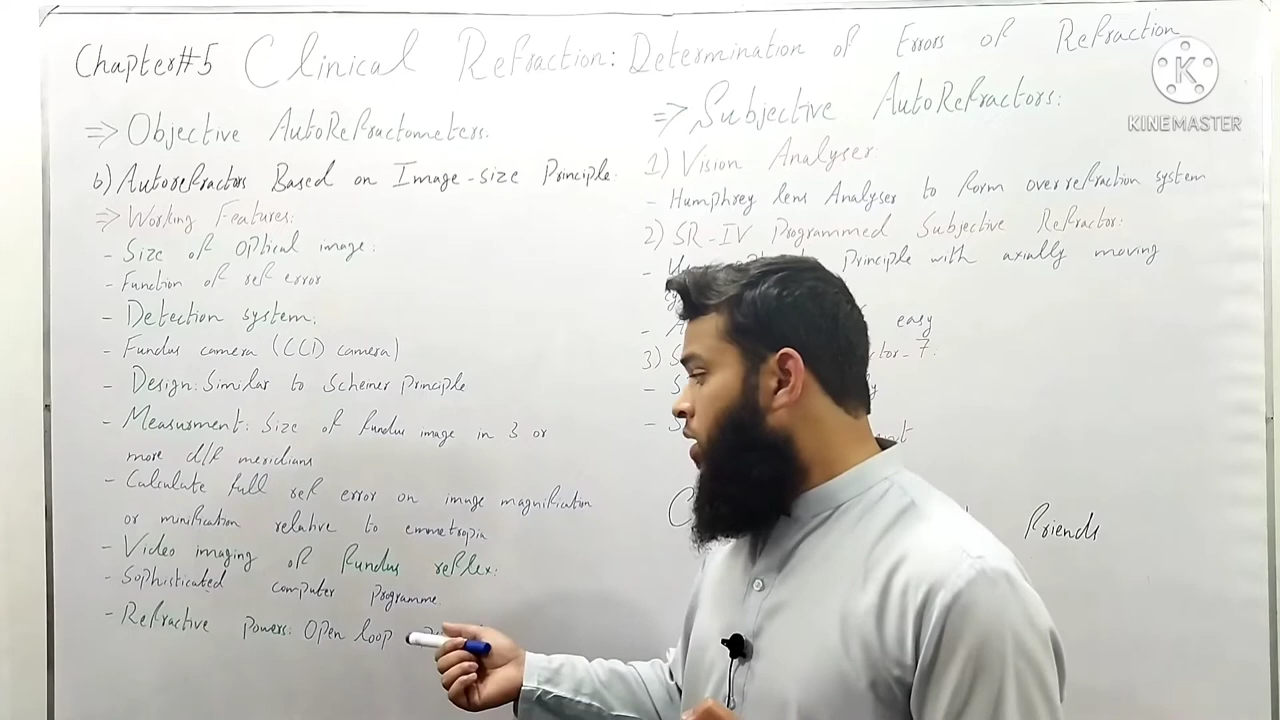 Chapter#5 Clinical Refraction: Determination of Errors of Refraction
⇒ Objective AutoRefractometers.
b) Autorefractors Based on Image-size Principle:
⇒ Working Features:
- Size of optical image:
- Function of ref error
- Detection system:
- Fundus camera (CCD camera)
- Design: Similar to Scheiner Principle
- Measurment: Size of fundus image in 3 or
more d/f meridians
- Calculate full ref error on image magnification
or minification relative to emmetropia
- Video imaging of fundus reflex:
- Sophisticated computer Programme.
- Refractive Powers: Open loop
⇒ Subjective AutoRefractors:
1) Vision Analyser:
- Humphrey lens Analyser to form over refraction system
2) SR-IV Programmed Subjective Refractor:
- Principle with axially moving
- easy
3) -7:
-
-
Friends
KINEMASTER